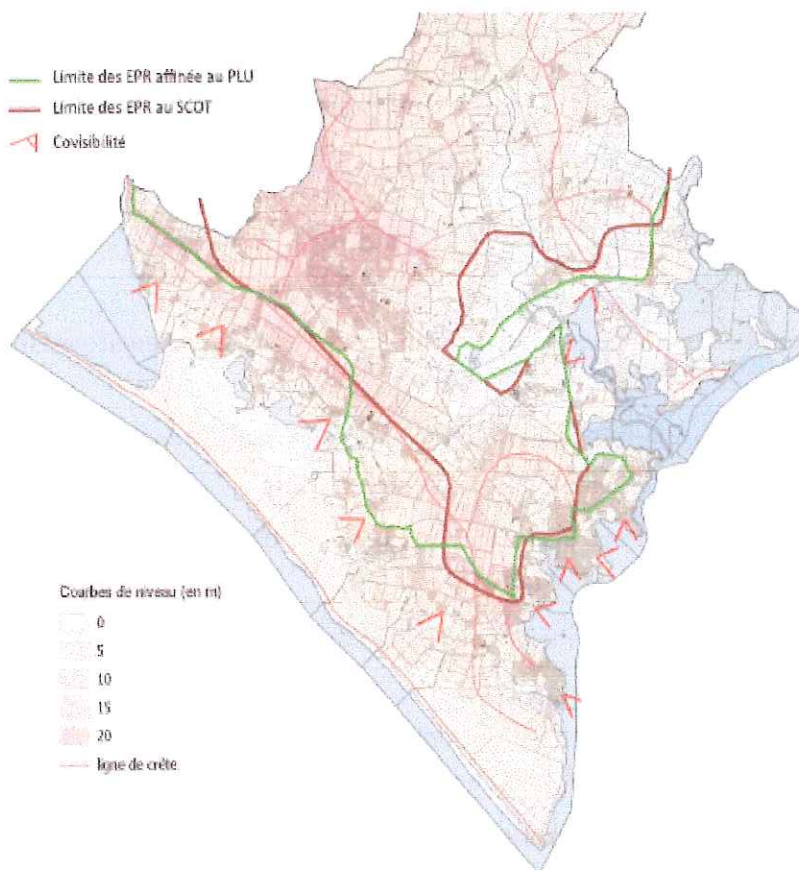 Limite des EPR affinée au PLU
Limite des EPR au SCOT
Covisibilité
Courbes de niveau (en m)
0
5
10
15
20
ligne de crête